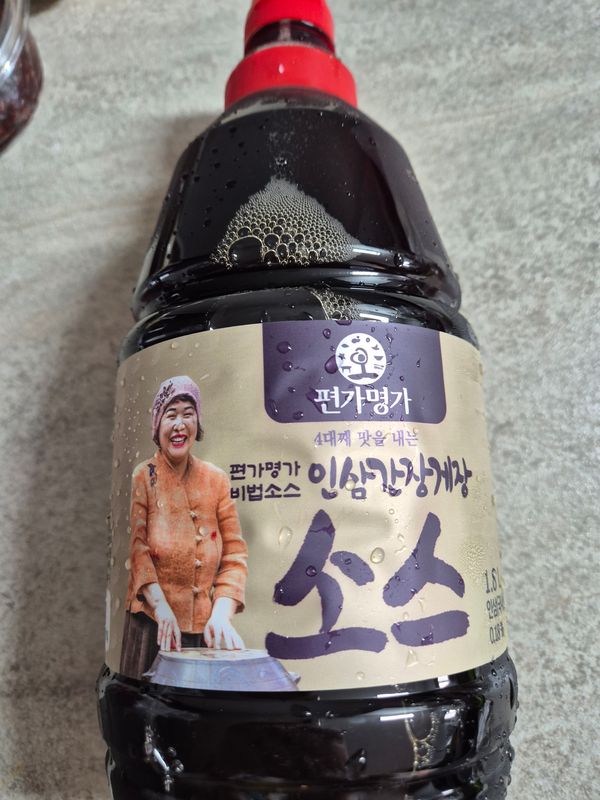 편가명가
4대째 맛을 내는
편가명가
비법소스
인삼간장게장
소스